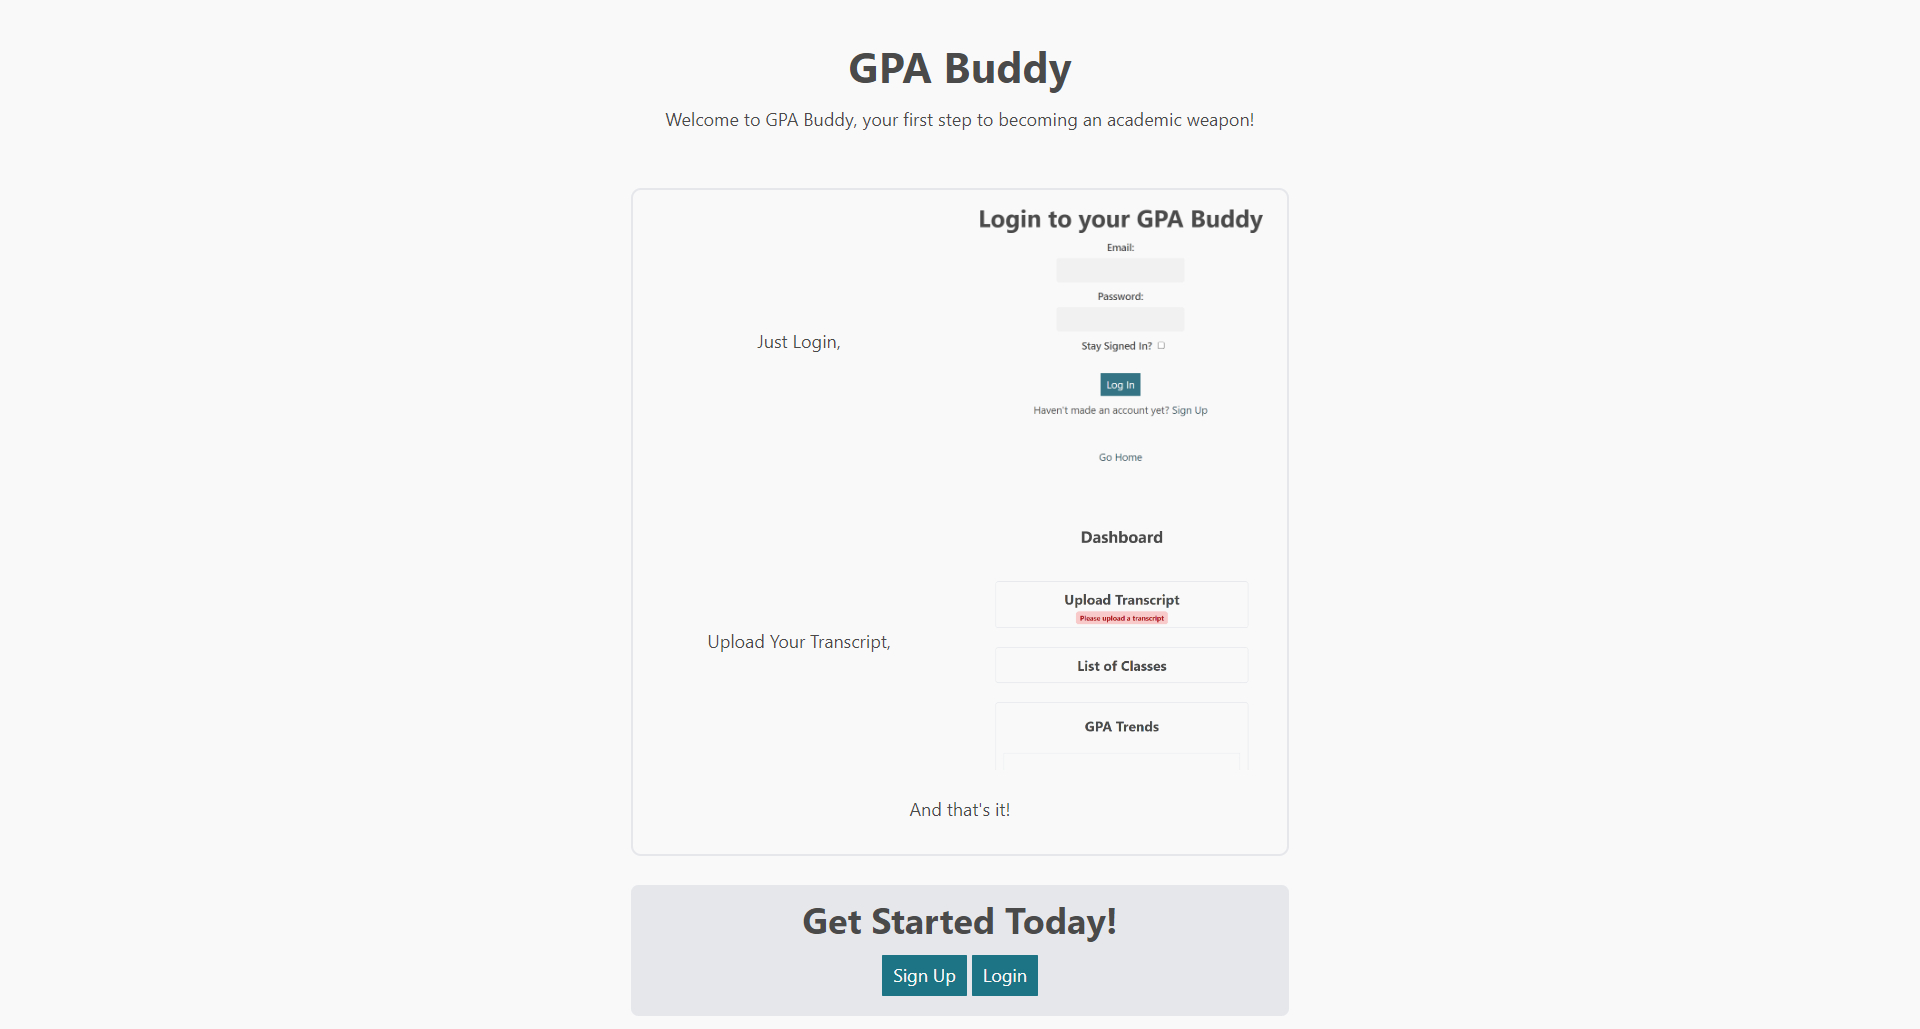 GPA Buddy
Welcome to GPA Buddy, your first step to becoming an academic weapon!
Just Login,
Login to your GPA Buddy
Email:
Password:
Stay Signed In?
Log In
Haven't made an account yet? Sign Up
Go Home
Upload Your Transcript,
Dashboard
Upload Transcript
Please upload a transcript
List of Classes
GPA Trends
And that's it!
Get Started Today!
Sign Up
Login